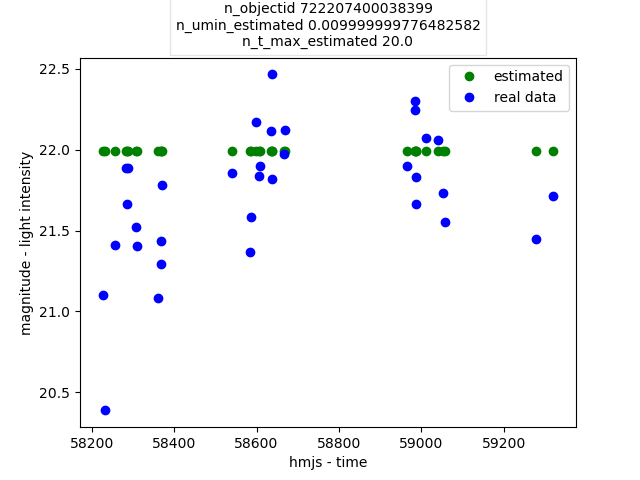 n_objectid 722207400038399
n_umin_estimated 0.009999999776482582
n_t_max_estimated 20.0
estimated
real data
22.5
22.0
21.5
21.0
20.5
magnitude - light intensity
58200 58400 58600 58800 59000 59200
hmjs - time